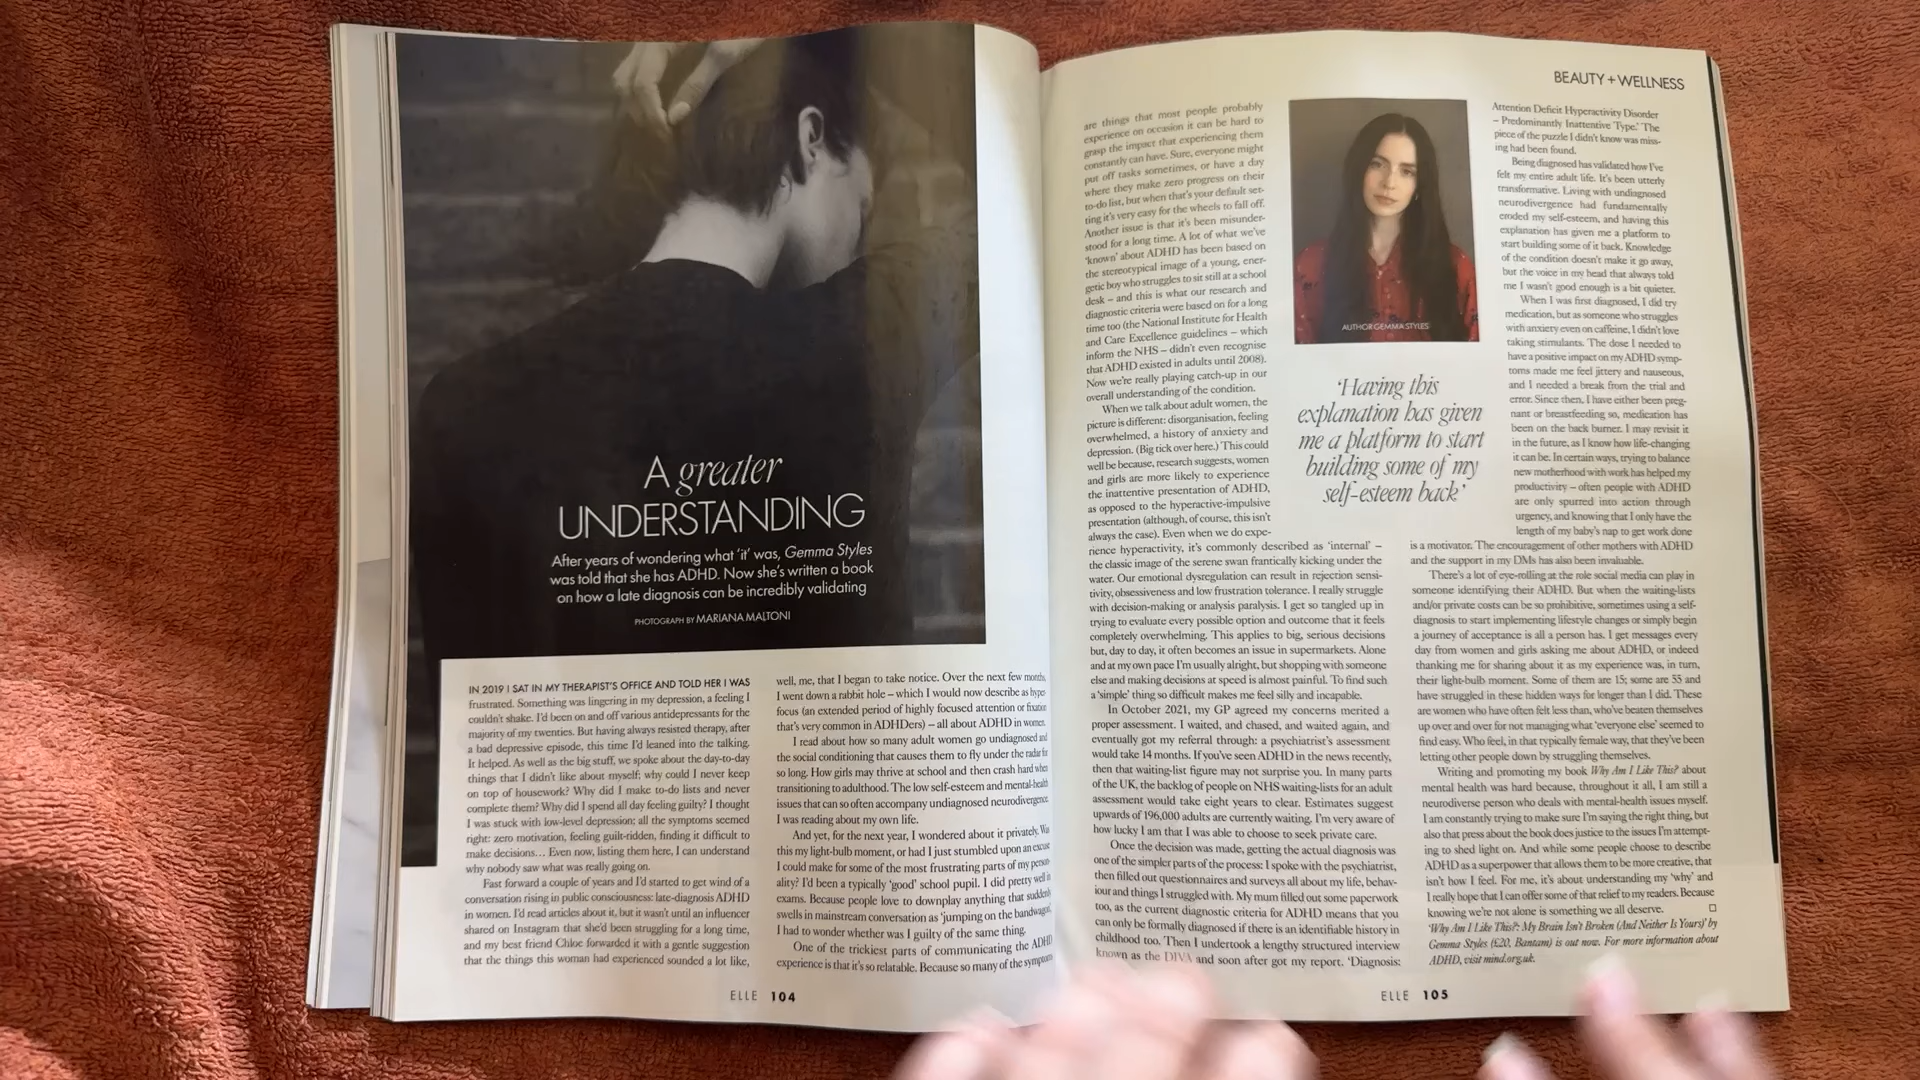 A greater
UNDERSTANDING
After years of wondering what ‘it’ was, Gemma Styles
was told that she has ADHD. Now she’s written a book
on how a late diagnosis can be incredibly validating
PHOTOGRAPH BY MARIANA MALTONI
IN 2019 I SAT IN MY THERAPIST’S OFFICE AND TOLD HER I WAS
frustrated. Something was lingering in my depression, a feeling I
couldn’t shake. I’d been on and off various antidepressants for the
majority of my twenties. But having always resisted therapy, after
a bad depressive episode, this time I’d leaned into the talking.
It helped. As well as the big stuff, we spoke about the day-to-day
things that I didn’t like about myself; why could I never keep
on top of housework? Why did I make to-do lists and never
complete them? Why did I spend all day feeling guilty? I thought
I was stuck with low-level depression; all the symptoms seemed
right: zero motivation, feeling guilt-ridden, finding it difficult to
make decisions… Even now, listing them here, I can understand
why nobody saw what was really going on.
Fast forward a couple of years and I’d started to get wind of a
conversation rising in public consciousness: late-diagnosis ADHD
in women. I’d read articles about it, but it wasn’t until an influencer
shared on Instagram that she’d been struggling for a long time,
and my best friend Chloe forwarded it with a gentle suggestion
that the things this woman had experienced sounded a lot like,
well, me, that I began to take notice. Over the next few months,
I went down a rabbit hole – which I would now describe as hyper-
focus (an extended period of highly focused attention or fixation
that’s very common in ADHDers) – all about ADHD in women.
I read about how so many adult women go undiagnosed and
the social conditioning that causes them to fly under the radar for
so long. How girls may thrive at school and then crash hard when
transitioning to adulthood. The low self-esteem and mental-health
issues that can so often accompany undiagnosed neurodivergence.
I was reading about my own life.
And yet, for the next year, I wondered about it privately. Was
this my light-bulb moment, or had I just stumbled upon an excuse
I could make for some of the most frustrating parts of my person-
ality? I’d been a typically ‘good’ school pupil. I did pretty well in
exams. Because people love to downplay anything that suddenly
swells in mainstream conversation as ‘jumping on the bandwagon’,
I had to wonder whether I was guilty of the same thing.
One of the trickiest parts of communicating the ADHD
experience is that it’s so relatable. Because so many of the symptoms
ELLE 104
BEAUTY + WELLNESS
are things that most people probably
experience on occasion it can be hard to
grasp the impact that experiencing them
constantly can have. Sure, everyone might
put off tasks sometimes, or have a day
where they make zero progress on their
to-do list, but when that’s your default set-
ting it’s very easy for the wheels to fall off.
Another issue is that it’s been misunder-
stood for a long time. A lot of what we’ve
‘known’ about ADHD has been based on
the stereotypical image of a young, ener-
getic boy who struggles to sit still at a school
desk – and this is what our research and
diagnostic criteria were based on for a long
time too (the National Institute for Health
and Care Excellence guidelines – which
inform the NHS – didn’t even recognise
that ADHD existed in adults until 2008).
Now we’re really playing catch-up in our
overall understanding of the condition.
When we talk about adult women, the
picture is different: disorganisation, feeling
overwhelmed, a history of anxiety and
depression. (Big tick over here.) This could
well be because, research suggests, women
and girls are more likely to experience
the inattentive presentation of ADHD,
as opposed to the hyperactive-impulsive
presentation (although, of course, this isn’t
always the case). Even when we do expe-
rience hyperactivity, it’s commonly described as ‘internal’ –
the classic image of the serene swan frantically kicking under the
water. Our emotional dysregulation can result in rejection sensi-
tivity, obsessiveness and low frustration tolerance. I really struggle
with decision-making or analysis paralysis. I get so tangled up in
trying to evaluate every possible option and outcome that it feels
completely overwhelming. This applies to big, serious decisions
but, day to day, it often becomes an issue in supermarkets. Alone
and at my own pace I’m usually alright, but shopping with someone
else and making decisions at speed is almost painful. To find such
a ‘simple’ thing so difficult makes me feel silly and incapable.
In October 2021, my GP agreed my concerns merited a
proper assessment. I waited, and chased, and waited again, and
eventually got my referral through: a psychiatrist’s assessment
would take 14 months. If you’ve seen ADHD in the news recently,
then that waiting-list figure may not surprise you. In many parts
of the UK, the backlog of people on NHS waiting-lists for an adult
assessment would take eight years to clear. Estimates suggest
upwards of 196,000 adults are currently waiting. I’m very aware of
how lucky I am that I was able to choose to seek private care.
Once the decision was made, getting the actual diagnosis was
one of the simpler parts of the process: I spoke with the psychiatrist,
then filled out questionnaires and surveys all about my life, behav-
iour and things I struggled with. My mum filled out some paperwork
too, as the current diagnostic criteria for ADHD means that you
can only be formally diagnosed if there is an identifiable history in
childhood too. Then I undertook a lengthy structured interview
known as the DIVA and soon after got my report. ‘Diagnosis:
AUTHOR GEMMA STYLES
‘Having this
explanation has given
me a platform to start
building some of my
self-esteem back’
Attention Deficit Hyperactivity Disorder
– Predominantly Inattentive Type.’ The
piece of the puzzle I didn’t know was miss-
ing had been found.
Being diagnosed has validated how I’ve
felt my entire adult life. It’s been utterly
transformative. Living with undiagnosed
neurodivergence had fundamentally
eroded my self-esteem, and having this
explanation has given me a platform to
start building some of it back. Knowledge
of the condition doesn’t make it go away,
but the voice in my head that always told
me I wasn’t good enough is a bit quieter.
When I was first diagnosed, I did try
medication, but as someone who struggles
with anxiety even on caffeine, I didn’t love
taking stimulants. The dose I needed to
have a positive impact on my ADHD symp-
toms made me feel jittery and nauseous,
and I needed a break from the trial and
error. Since then, I have either been preg-
nant or breastfeeding so, medication has
been on the back burner. I may revisit it
in the future, as I know how life-changing
it can be. In certain ways, trying to balance
new motherhood with work has helped my
productivity – often people with ADHD
are only spurred into action through
urgency, and knowing that I only have the
length of my baby’s nap to get work done
is a motivator. The encouragement of other mothers with ADHD
and the support in my DMs has also been invaluable.
There’s a lot of eye-rolling at the role social media can play in
someone identifying their ADHD. But when the waiting-lists
and/or private costs can be so prohibitive, sometimes using a self-
diagnosis to start implementing lifestyle changes or simply begin
a journey of acceptance is all a person has. I get messages every
day from women and girls asking me about ADHD, or indeed
thanking me for sharing about it as my experience was, in turn,
their light-bulb moment. Some of them are 15; some are 55 and
have struggled in these hidden ways for longer than I did. These
are women who have often felt less than, who’ve beaten themselves
up over and over for not managing what ‘everyone else’ seemed to
find easy. Who feel, in that typically female way, that they’ve been
letting other people down by struggling themselves.
Writing and promoting my book Why Am I Like This? about
mental health was hard because, throughout it all, I am still a
neurodiverse person who deals with mental-health issues myself.
I am constantly trying to make sure I’m saying the right thing, but
also that press about the book does justice to the issues I’m attempt-
ing to shed light on. And while some people choose to describe
ADHD as a superpower that allows them to be more creative, that
isn’t how I feel. For me, it’s about understanding my ‘why’ and
I really hope that I can offer some of that relief to my readers. Because
knowing we’re not alone is something we all deserve.
‘Why Am I Like This?: My Brain Isn’t Broken (And Neither Is Yours)’ by
Gemma Styles (£20, Bantam) is out now. For more information about
ADHD, visit mind.org.uk.
ELLE 105